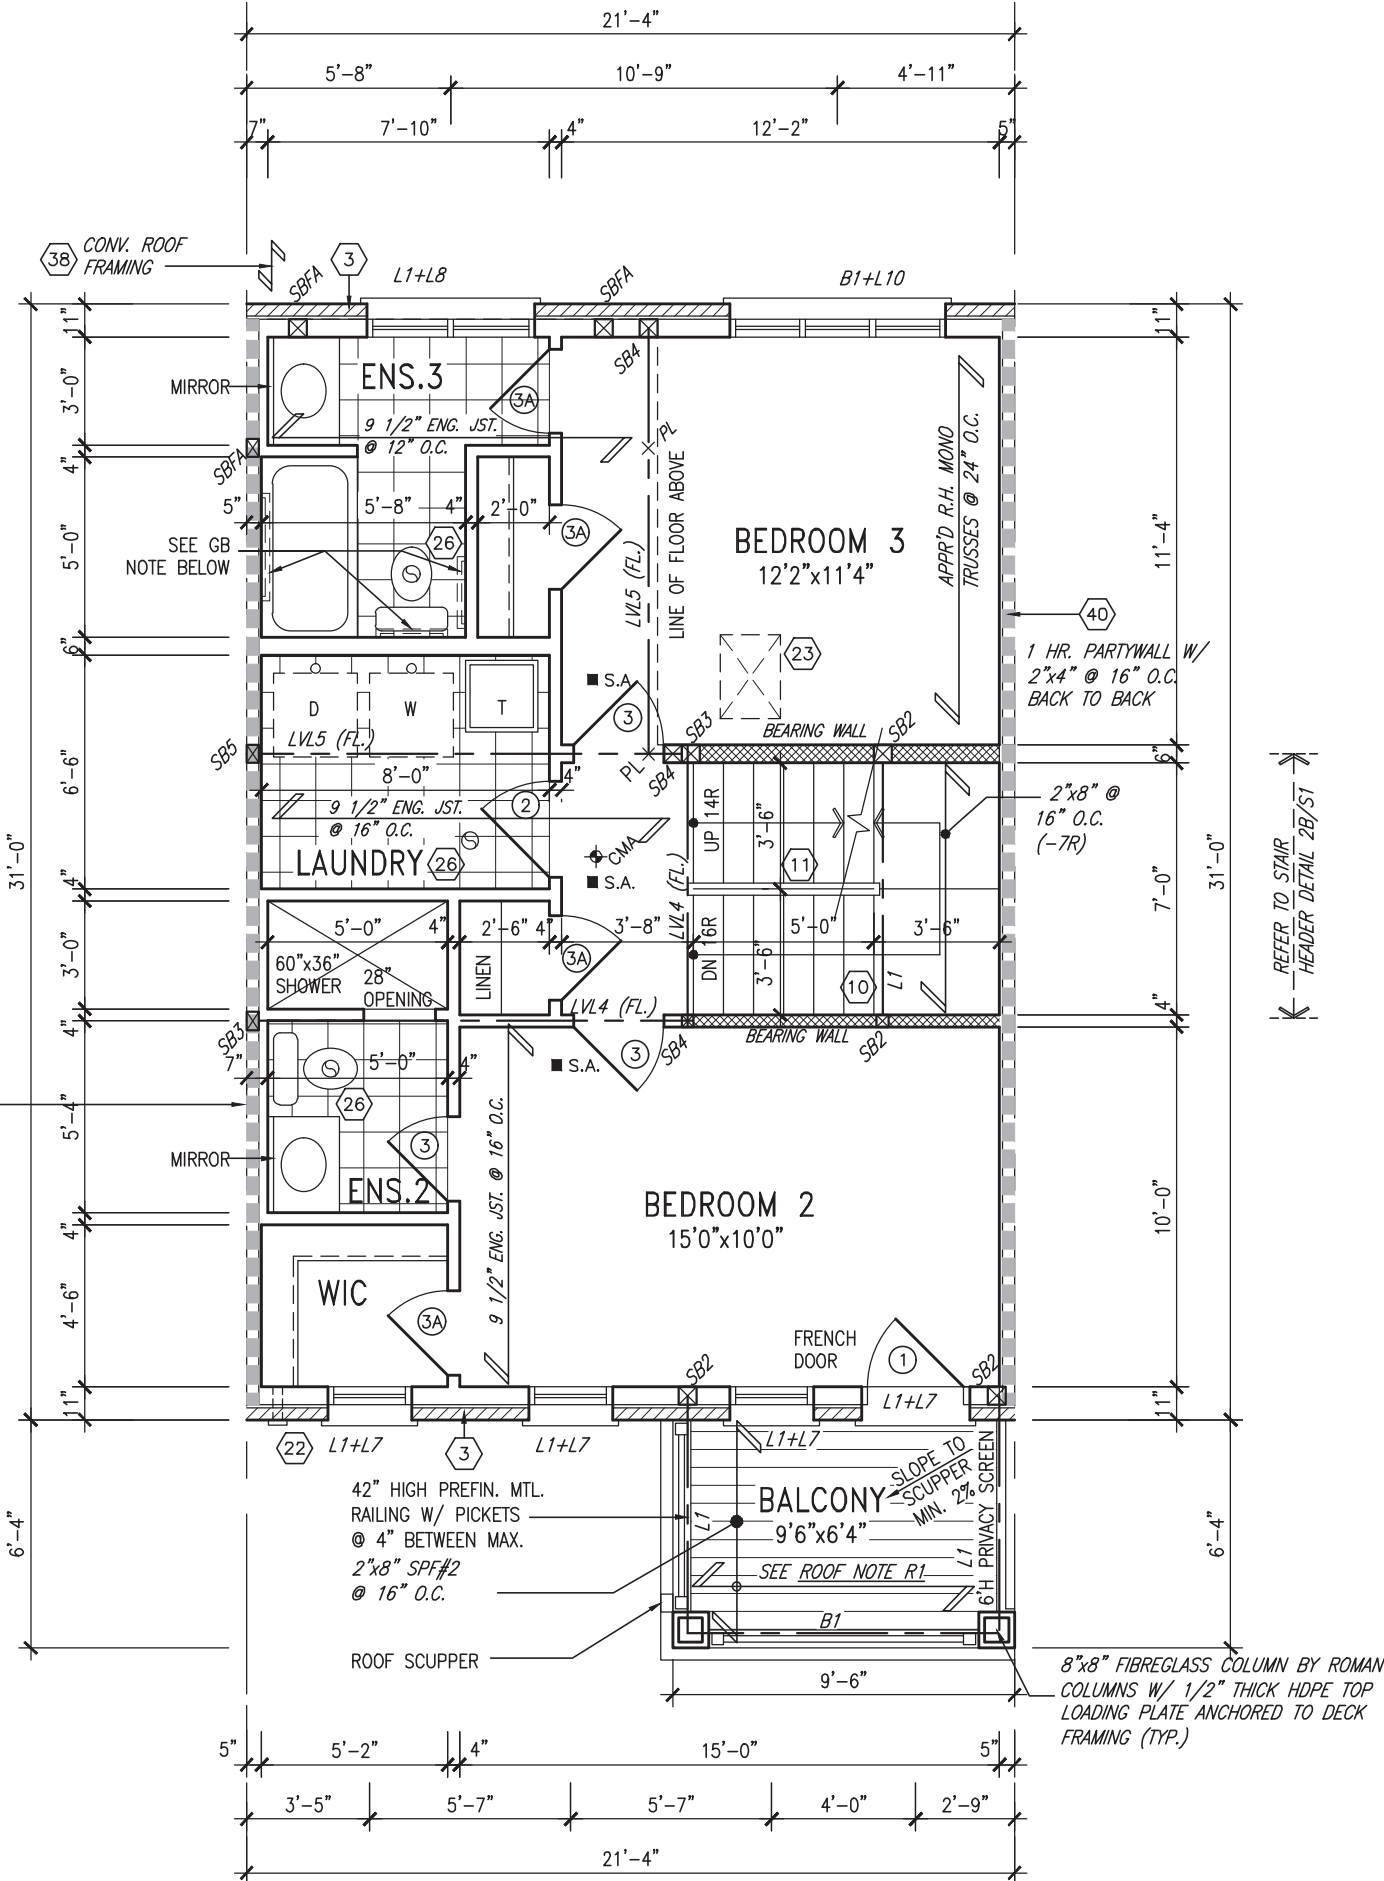 21'-4"
5'-8" 10'-9" 4'-11"
7" 7'-10" 4" 12'-2" 5"
38 CONV. ROOF
FRAMING
SBFA
3
L1+L8
SBFA
B1+L10
SB4
11"
3'-0"
4"
5'-0"
6"
6'-6"
4"
3'-0"
4"
5'-4"
4"
4'-6"
11"
31'-0"
6'-4"
MIRROR
ENS.3
3A
9 1/2" ENG. JST.
@ 12" O.C.
SBFA
5" 5'-8" 4" 2'-0"
3A
26
SEE GB
NOTE BELOW
PL
LVL5 (FL.)
LINE OF FLOOR ABOVE
BEDROOM 3
12'2"x11'4"
APPR'D R.H. MONO
TRUSSES @ 24" O.C.
23
40
1 HR. PARTYWALL W/
2"x4" @ 16" O.C.
BACK TO BACK
S.A.
3
D W T
LVL5 (FL.)
SB5
8'-0" 4"
2
9 1/2" ENG. JST.
@ 16" O.C.
LAUNDRY 26
CMA
S.A.
PL
SB4
SB3
BEARING WALL
SB2
UP 14R
3'-6"
11
2"x8" @
16" O.C.
(-7R)
LVL4 (FL.)
DN 16R
3'-6"
5'-0" 3'-6"
10
L1
REFER TO STAIR
HEADER DETAIL 2B/S1
5'-0" 4" 2'-6" 4" 3'-8"
60"x36"
SHOWER
28"
OPENING
LINEN
3A
LVL4 (FL.)
SB3
SB4
BEARING WALL
SB2
3
S.A.
7" 5'-0" 4"
26
3
MIRROR
ENS.2
9 1/2" ENG. JST. @ 16" O.C.
BEDROOM 2
15'0"x10'0"
WIC
3A
FRENCH
DOOR
1
SB2
SB2
L1+L7
22
L1+L7
3
L1+L7
L1+L7
11"
11'-4"
6"
7'-0"
4"
10'-0"
11"
31'-0"
6'-4"
42" HIGH PREFIN. MTL.
RAILING W/ PICKETS
@ 4" BETWEEN MAX.
2"x8" SPF#2
@ 16" O.C.
ROOF SCUPPER
L1
BALCONY
9'6"x6'4"
SLOPE TO
SCUPPER
MIN. 2%
SEE ROOF NOTE R1
L1
6'H PRIVACY SCREEN
B1
8"x8" FIBREGLASS COLUMN BY ROMAN
COLUMNS W/ 1/2" THICK HDPE TOP
LOADING PLATE ANCHORED TO DECK
FRAMING (TYP.)
9'-6"
5" 5'-2" 4" 15'-0" 5"
3'-5" 5'-7" 5'-7" 4'-0" 2'-9"
21'-4"